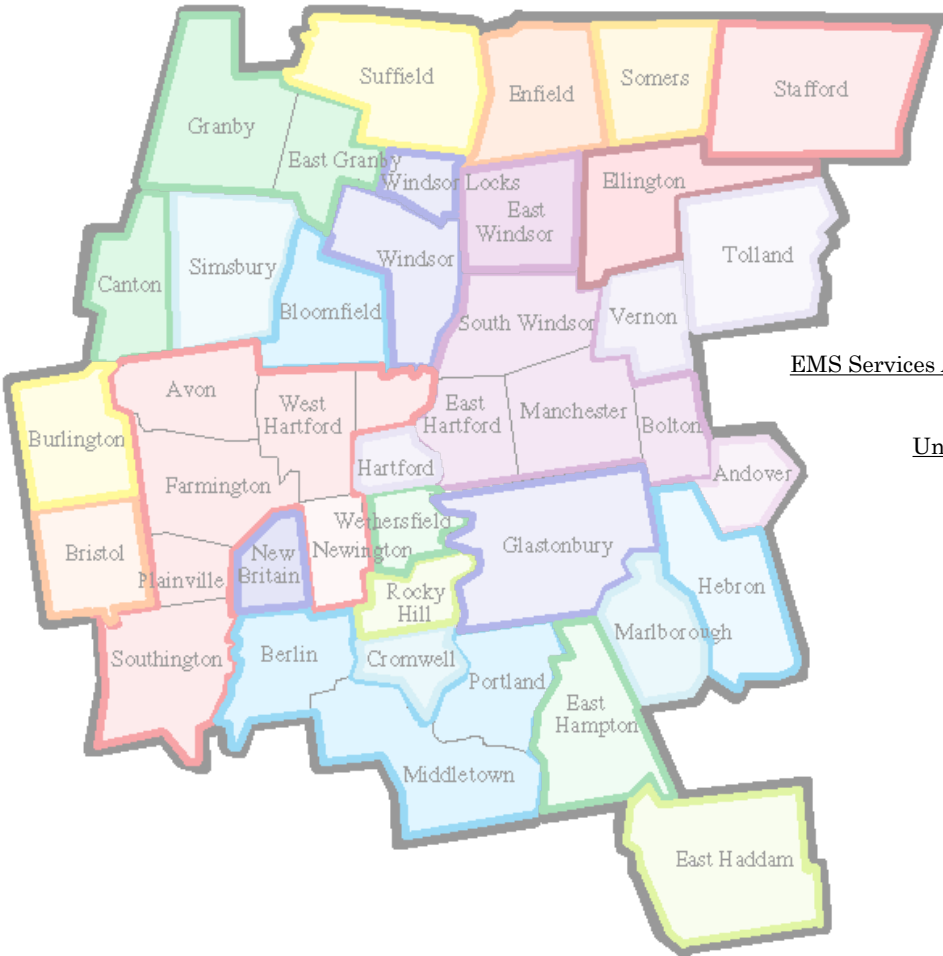 Suffield
Enfield
Somers
Stafford
Granby
East Granby
Windsor Locks
East
Windsor
Ellington
Tolland
Canton
Simsbury
Bloomfield
Windsor
South Windsor
Vernon
EMS Services
Avon
West
Hartford
East
Hartford
Manchester
Bolton
Burlington
Farmington
Hartford
Andover
Un
Bristol
Plainville
New
Britain
Newington
Wethersfield
Glastonbury
Rocky
Hill
Hebron
Southington
Berlin
Cromwell
Portland
Marlborough
East
Hampton
Middletown
East Haddam